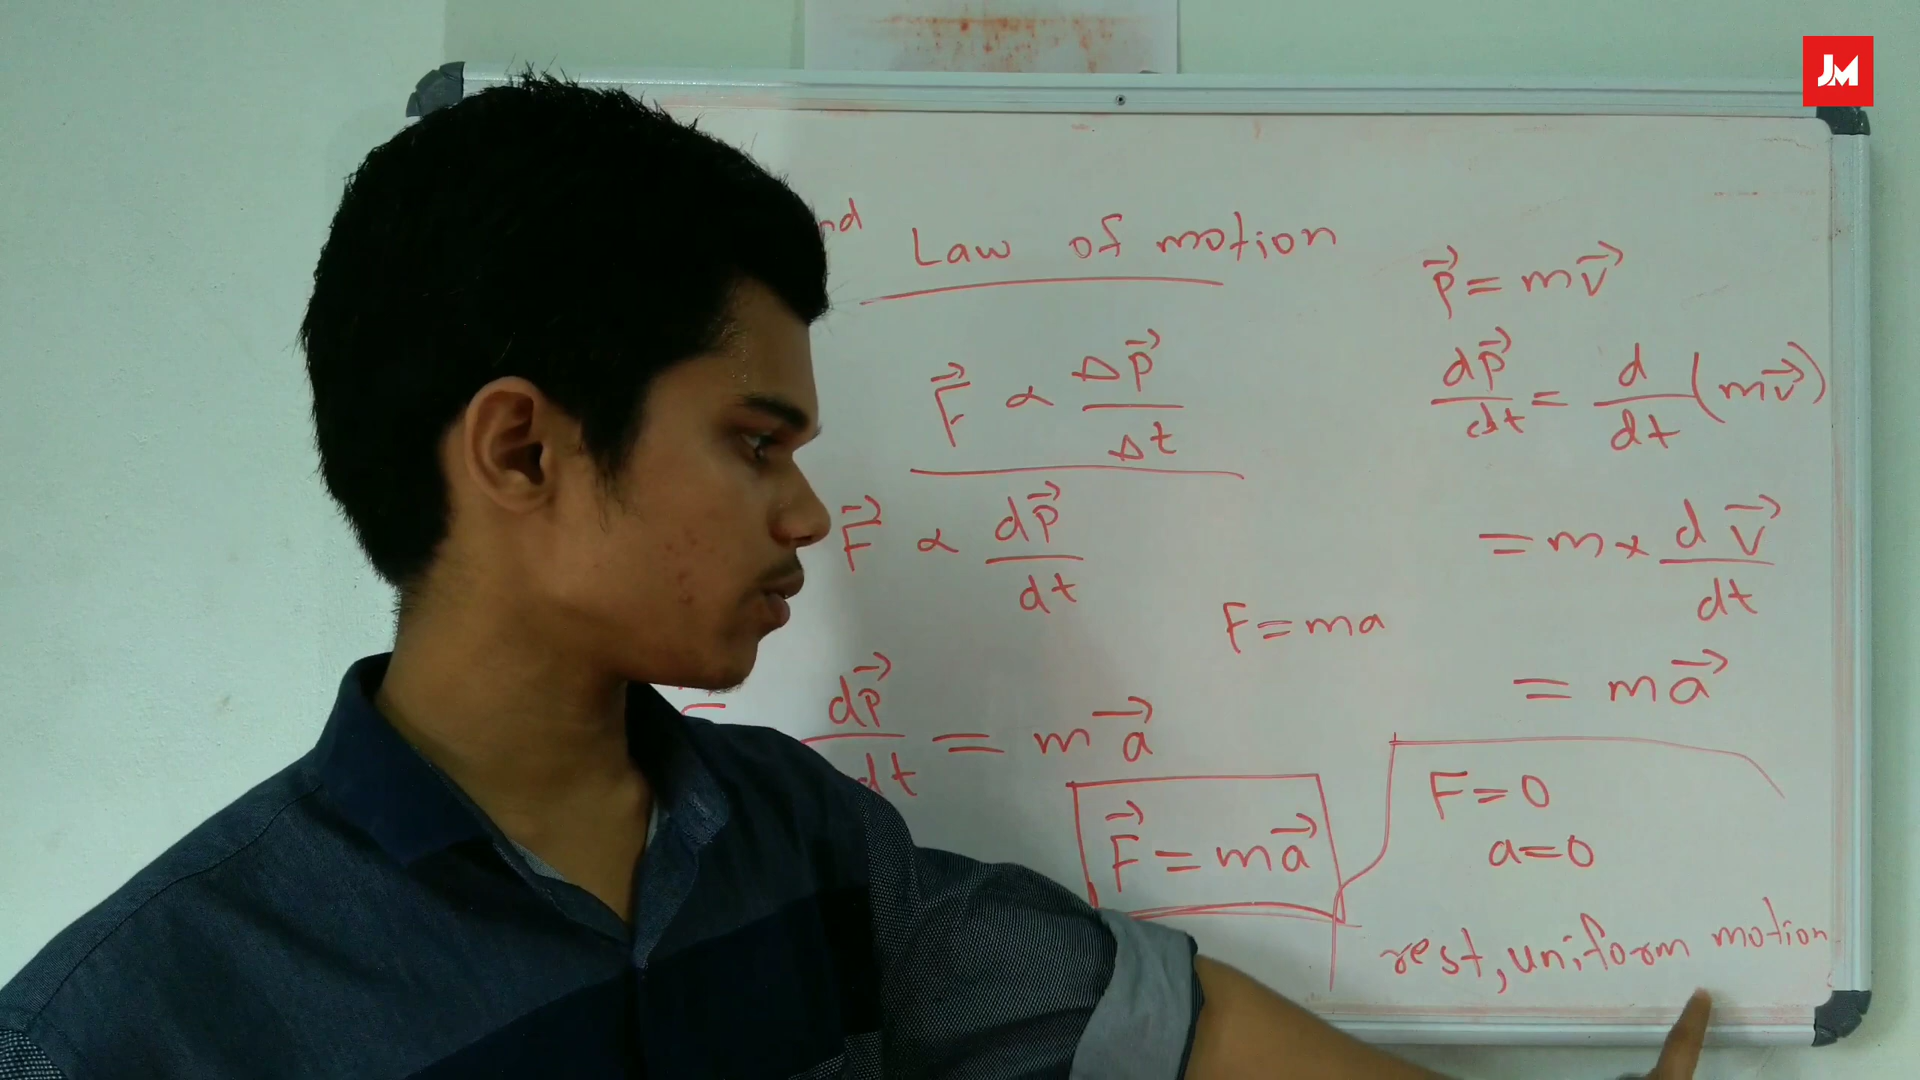 nd Law of motion
F⃗ ∝ Δp⃗/Δt
F⃗ ∝ dp⃗/dt
dp⃗/dt = ma⃗
F⃗ = ma⃗
F = ma
p⃗ = mv⃗
dp⃗/dt = d/dt (mv⃗)
= m × dv⃗/dt
= ma⃗
F = 0
a = 0
rest, uniform motion
JM